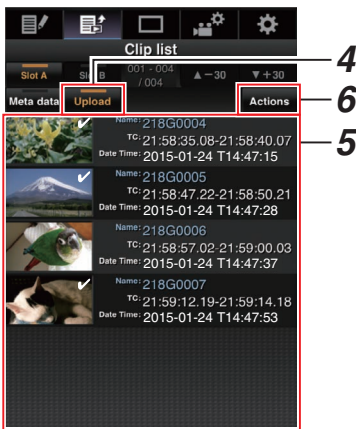 Clip list
Slot A Slot B 001 - 004 / 004 ▲−30 ▼+30
4
Meta data Upload Actions
6
Name: 218G0004
5
TC: 21:58:35.08-21:58:40.07
Date Time: 2015-01-24 T14:47:15
Name: 218G0005
TC: 21:58:47.22-21:58:50.21
Date Time: 2015-01-24 T14:47:28
Name: 218G0006
TC: 21:58:57.02-21:59:00.03
Date Time: 2015-01-24 T14:47:37
Name: 218G0007
TC: 21:59:12.19-21:59:14.18
Date Time: 2015-01-24 T14:47:53